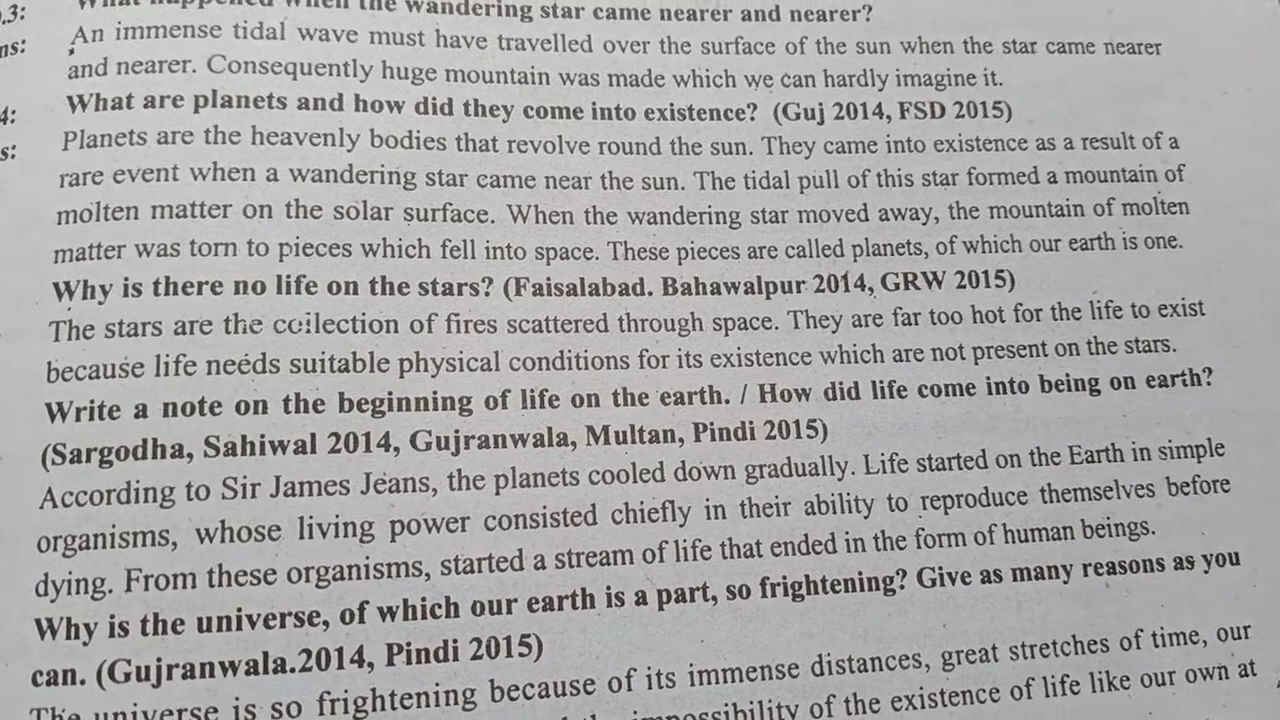 .3: What happened when the wandering star came nearer and nearer?
ns: An immense tidal wave must have travelled over the surface of the sun when the star came nearer
and nearer. Consequently huge mountain was made which we can hardly imagine it.
4: What are planets and how did they come into existence? (Guj 2014, FSD 2015)
s: Planets are the heavenly bodies that revolve round the sun. They came into existence as a result of a
rare event when a wandering star came near the sun. The tidal pull of this star formed a mountain of
molten matter on the solar surface. When the wandering star moved away, the mountain of molten
matter was torn to pieces which fell into space. These pieces are called planets, of which our earth is one.
Why is there no life on the stars? (Faisalabad. Bahawalpur 2014, GRW 2015)
The stars are the ccilection of fires scattered through space. They are far too hot for the life to exist
because life needs suitable physical conditions for its existence which are not present on the stars.
Write a note on the beginning of life on the earth. / How did life come into being on earth?
(Sargodha, Sahiwal 2014, Gujranwala, Multan, Pindi 2015)
According to Sir James Jeans, the planets cooled down gradually. Life started on the Earth in simple
organisms, whose living power consisted chiefly in their ability to reproduce themselves before
dying. From these organisms, started a stream of life that ended in the form of human beings.
Why is the universe, of which our earth is a part, so frightening? Give as many reasons as you
can. (Gujranwala.2014, Pindi 2015)
The universe is so frightening because of its immense distances, great stretches of time, our
impossibility of the existence of life like our own at